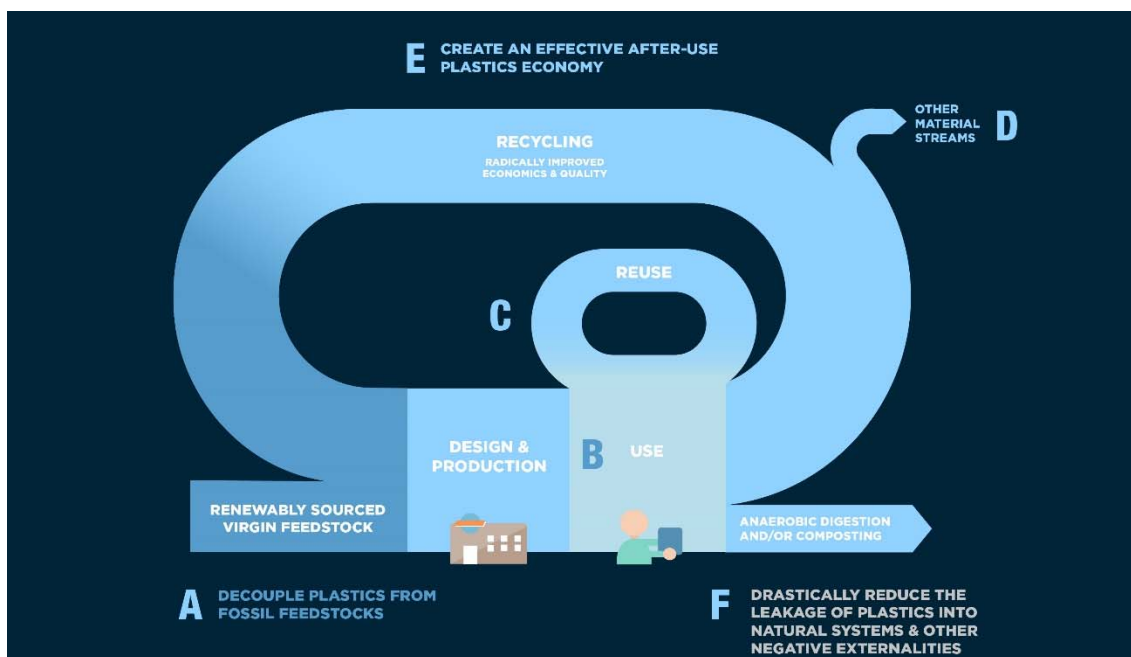 E CREATE AN EFFECTIVE AFTER-USE
PLASTICS ECONOMY
OTHER
MATERIAL
STREAMS
D
RECYCLING
RADICALLY IMPROVED
ECONOMICS & QUALITY
REUSE
C
DESIGN &
PRODUCTION
B USE
RENEWABLY SOURCED
VIRGIN FEEDSTOCK
ANAEROBIC DIGESTION
AND/OR COMPOSTING
A DECOUPLE PLASTICS FROM
FOSSIL FEEDSTOCKS
F DRASTICALLY REDUCE THE
LEAKAGE OF PLASTICS INTO
NATURAL SYSTEMS & OTHER
NEGATIVE EXTERNALITIES